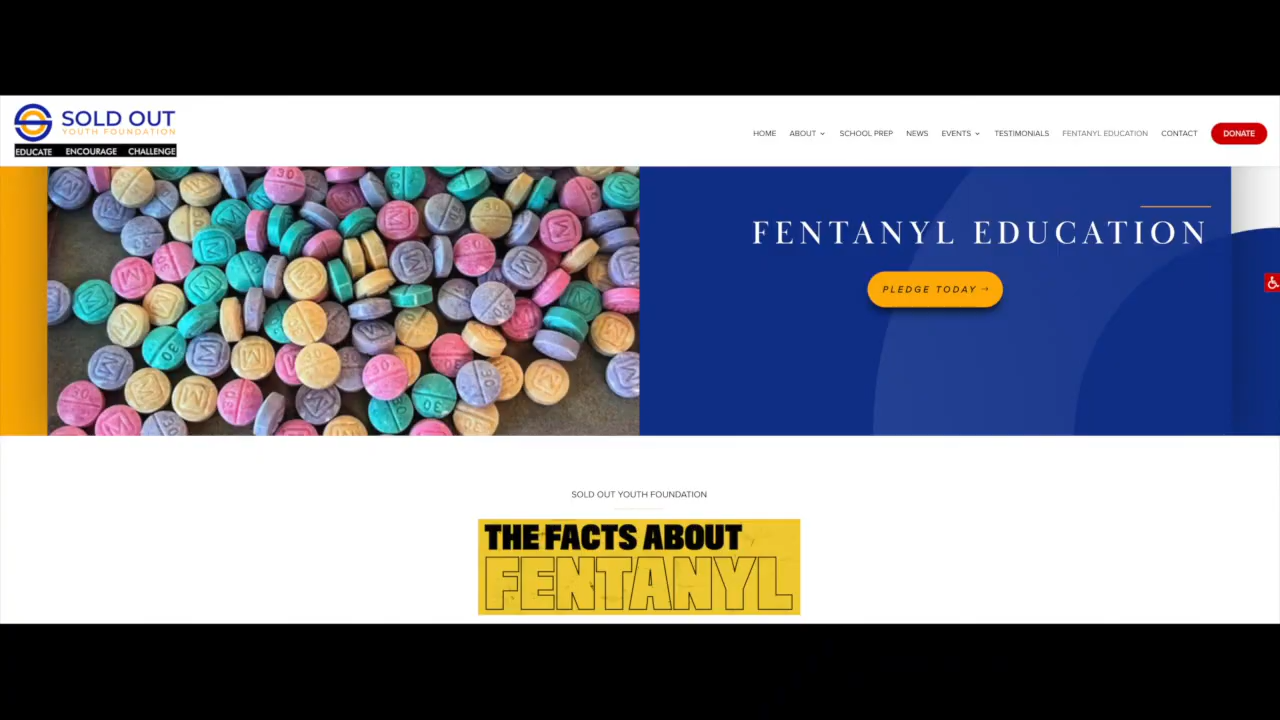 SOLD OUT
YOUTH FOUNDATION
EDUCATE ENCOURAGE CHALLENGE
HOME ABOUT SCHOOL PREP NEWS EVENTS TESTIMONIALS FENTANYL EDUCATION CONTACT DONATE
FENTANYL EDUCATION
PLEDGE TODAY →
SOLD OUT YOUTH FOUNDATION
THE FACTS ABOUT
FENTANYL